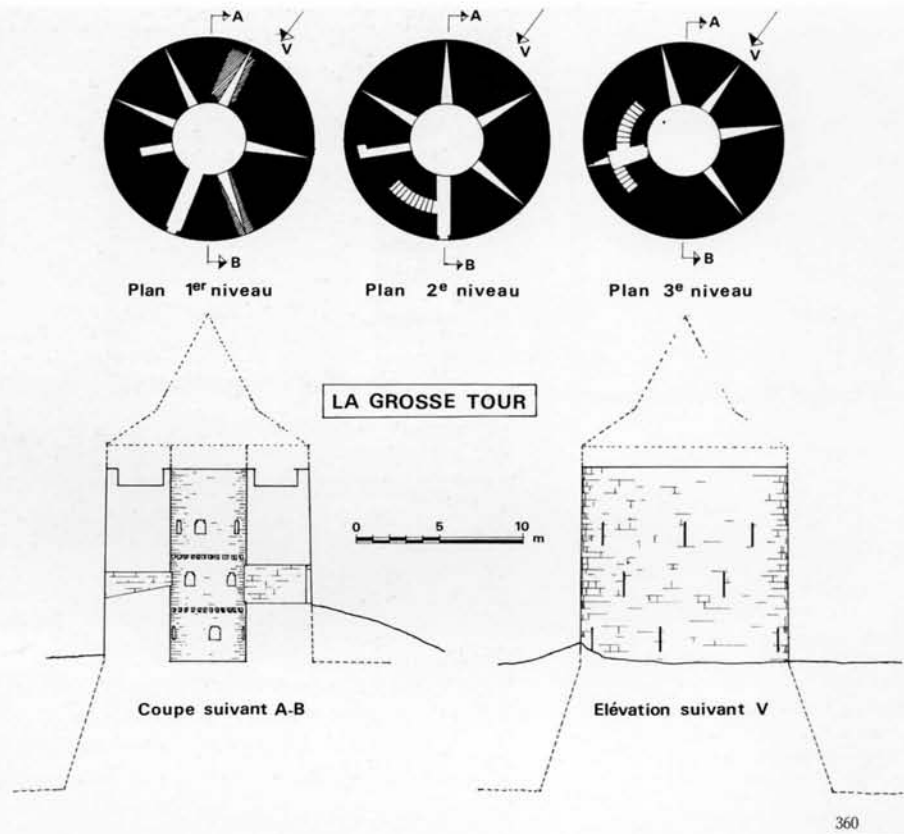 A A A
V V V
B B B
Plan 1er niveau Plan 2e niveau Plan 3e niveau
LA GROSSE TOUR
0 5 10
m
Coupe suivant A-B Elévation suivant V
360